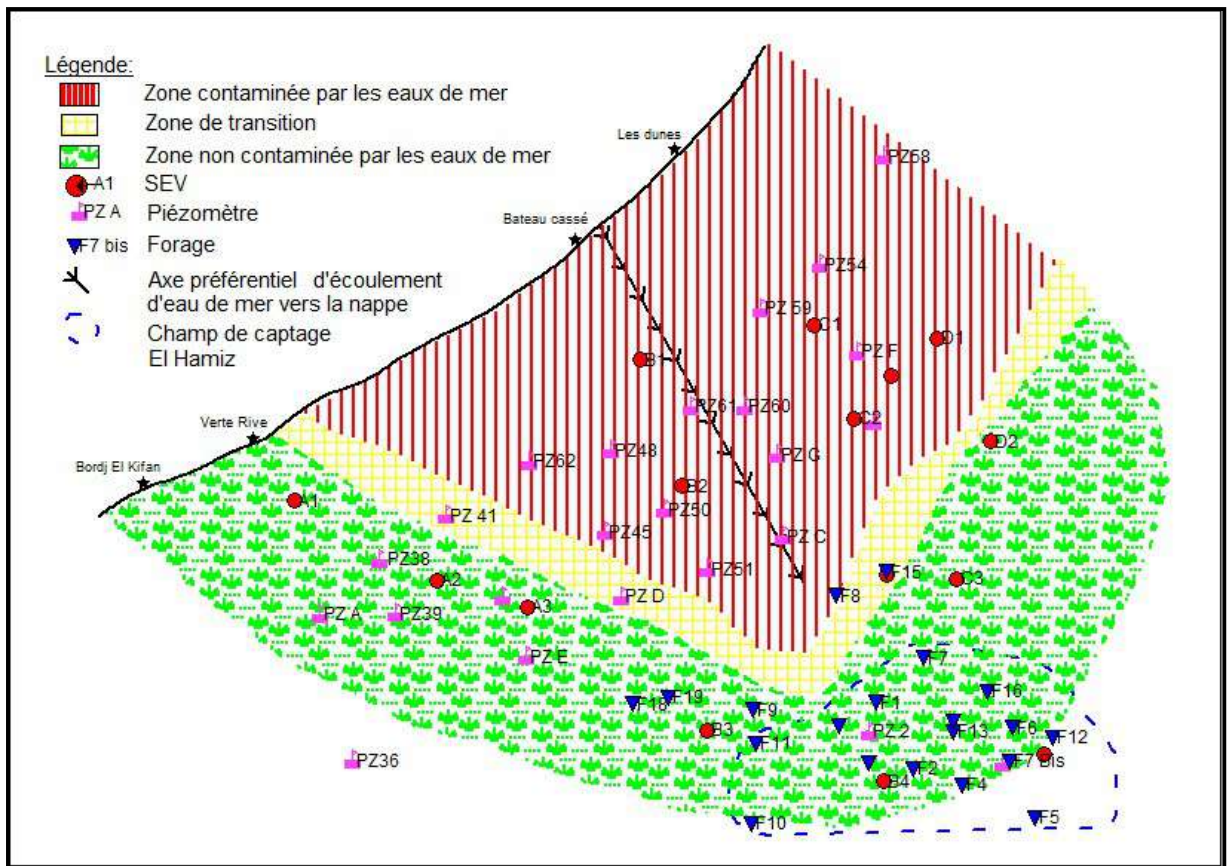 Légende:
Zone contaminée par les eaux de mer
Zone de transition
Zone non contaminée par les eaux de mer
A1 SEV
PZ A Piézomètre
F7 bis Forage
Axe préférentiel d'écoulement
d'eau de mer vers la nappe
Champ de captage
El Hamiz
Les dunes
PZ58
Bateau cassé
PZ54
PZ 59
C1
D1
PZ F
B1
PZ61
PZ60
C2
Verte Rive
D2
PZ48
PZ G
PZ62
Bordj El Kifan
B2
A1
PZ50
PZ 41
PZ45
PZ C
PZ38
PZ51
F15
A2
C3
F8
PZ D
A3
PZ A
PZ39
PZ E
F7
F16
F19
F18
F1
F9
B3
PZ 2
F13
F6
F12
F11
PZ36
F7 Bis
F2
B4
F4
F5
F10